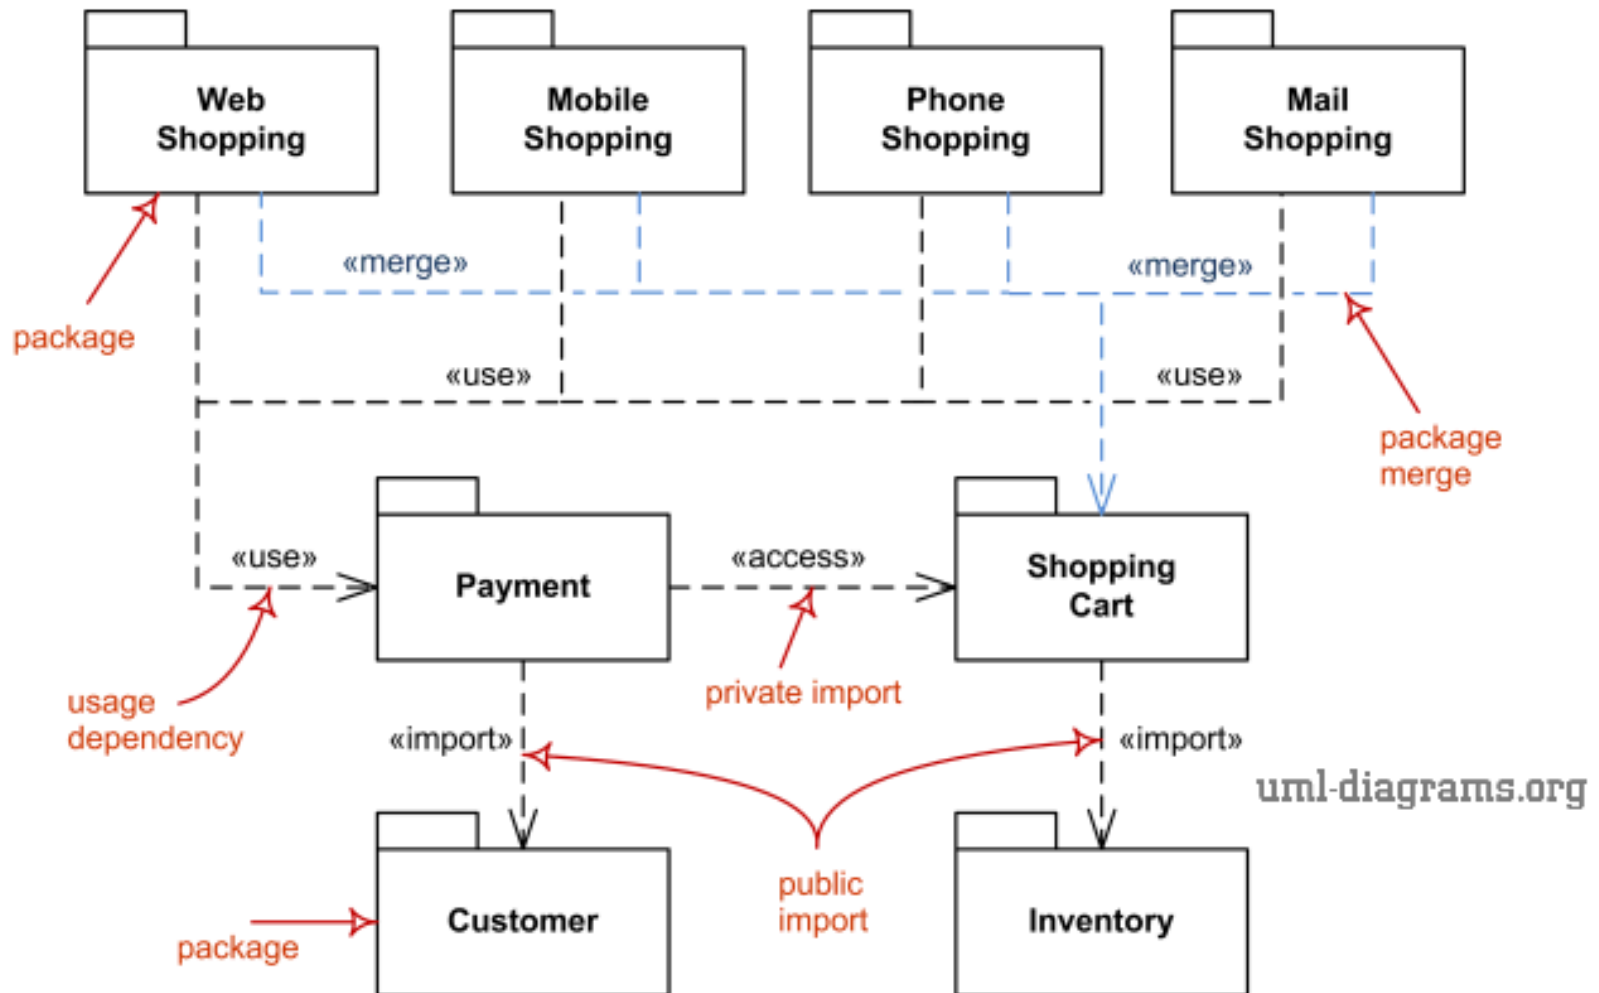 Web
Shopping
Mobile
Shopping
Phone
Shopping
Mail
Shopping
«merge»
«merge»
package
«use»
«use»
package
merge
«use»
Payment
«access»
Shopping
Cart
usage
dependency
private import
«import»
«import»
uml-diagrams.org
public
import
Customer
Inventory
package